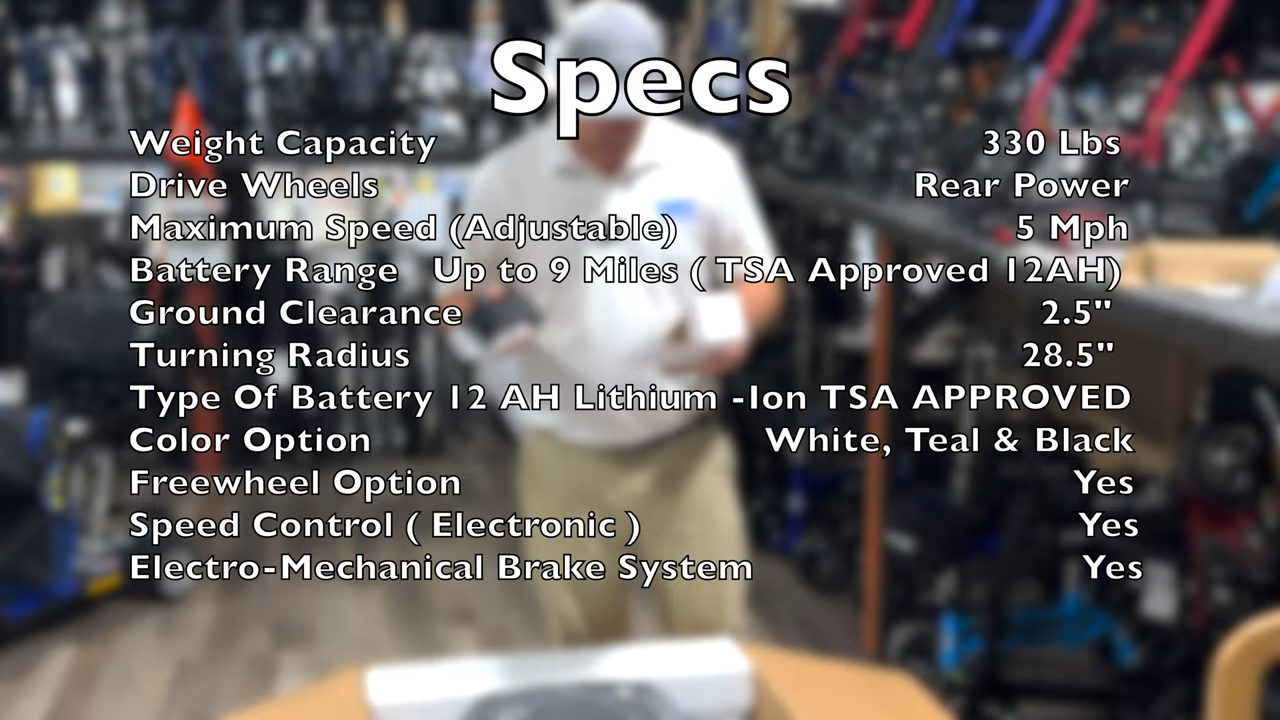 Specs
Weight Capacity 330 Lbs
Drive Wheels Rear Power
Maximum Speed (Adjustable) 5 Mph
Battery Range Up to 9 Miles ( TSA Approved 12AH)
Ground Clearance 2.5"
Turning Radius 28.5"
Type Of Battery 12 AH Lithium -Ion TSA APPROVED
Color Option White, Teal & Black
Freewheel Option Yes
Speed Control ( Electronic ) Yes
Electro-Mechanical Brake System Yes